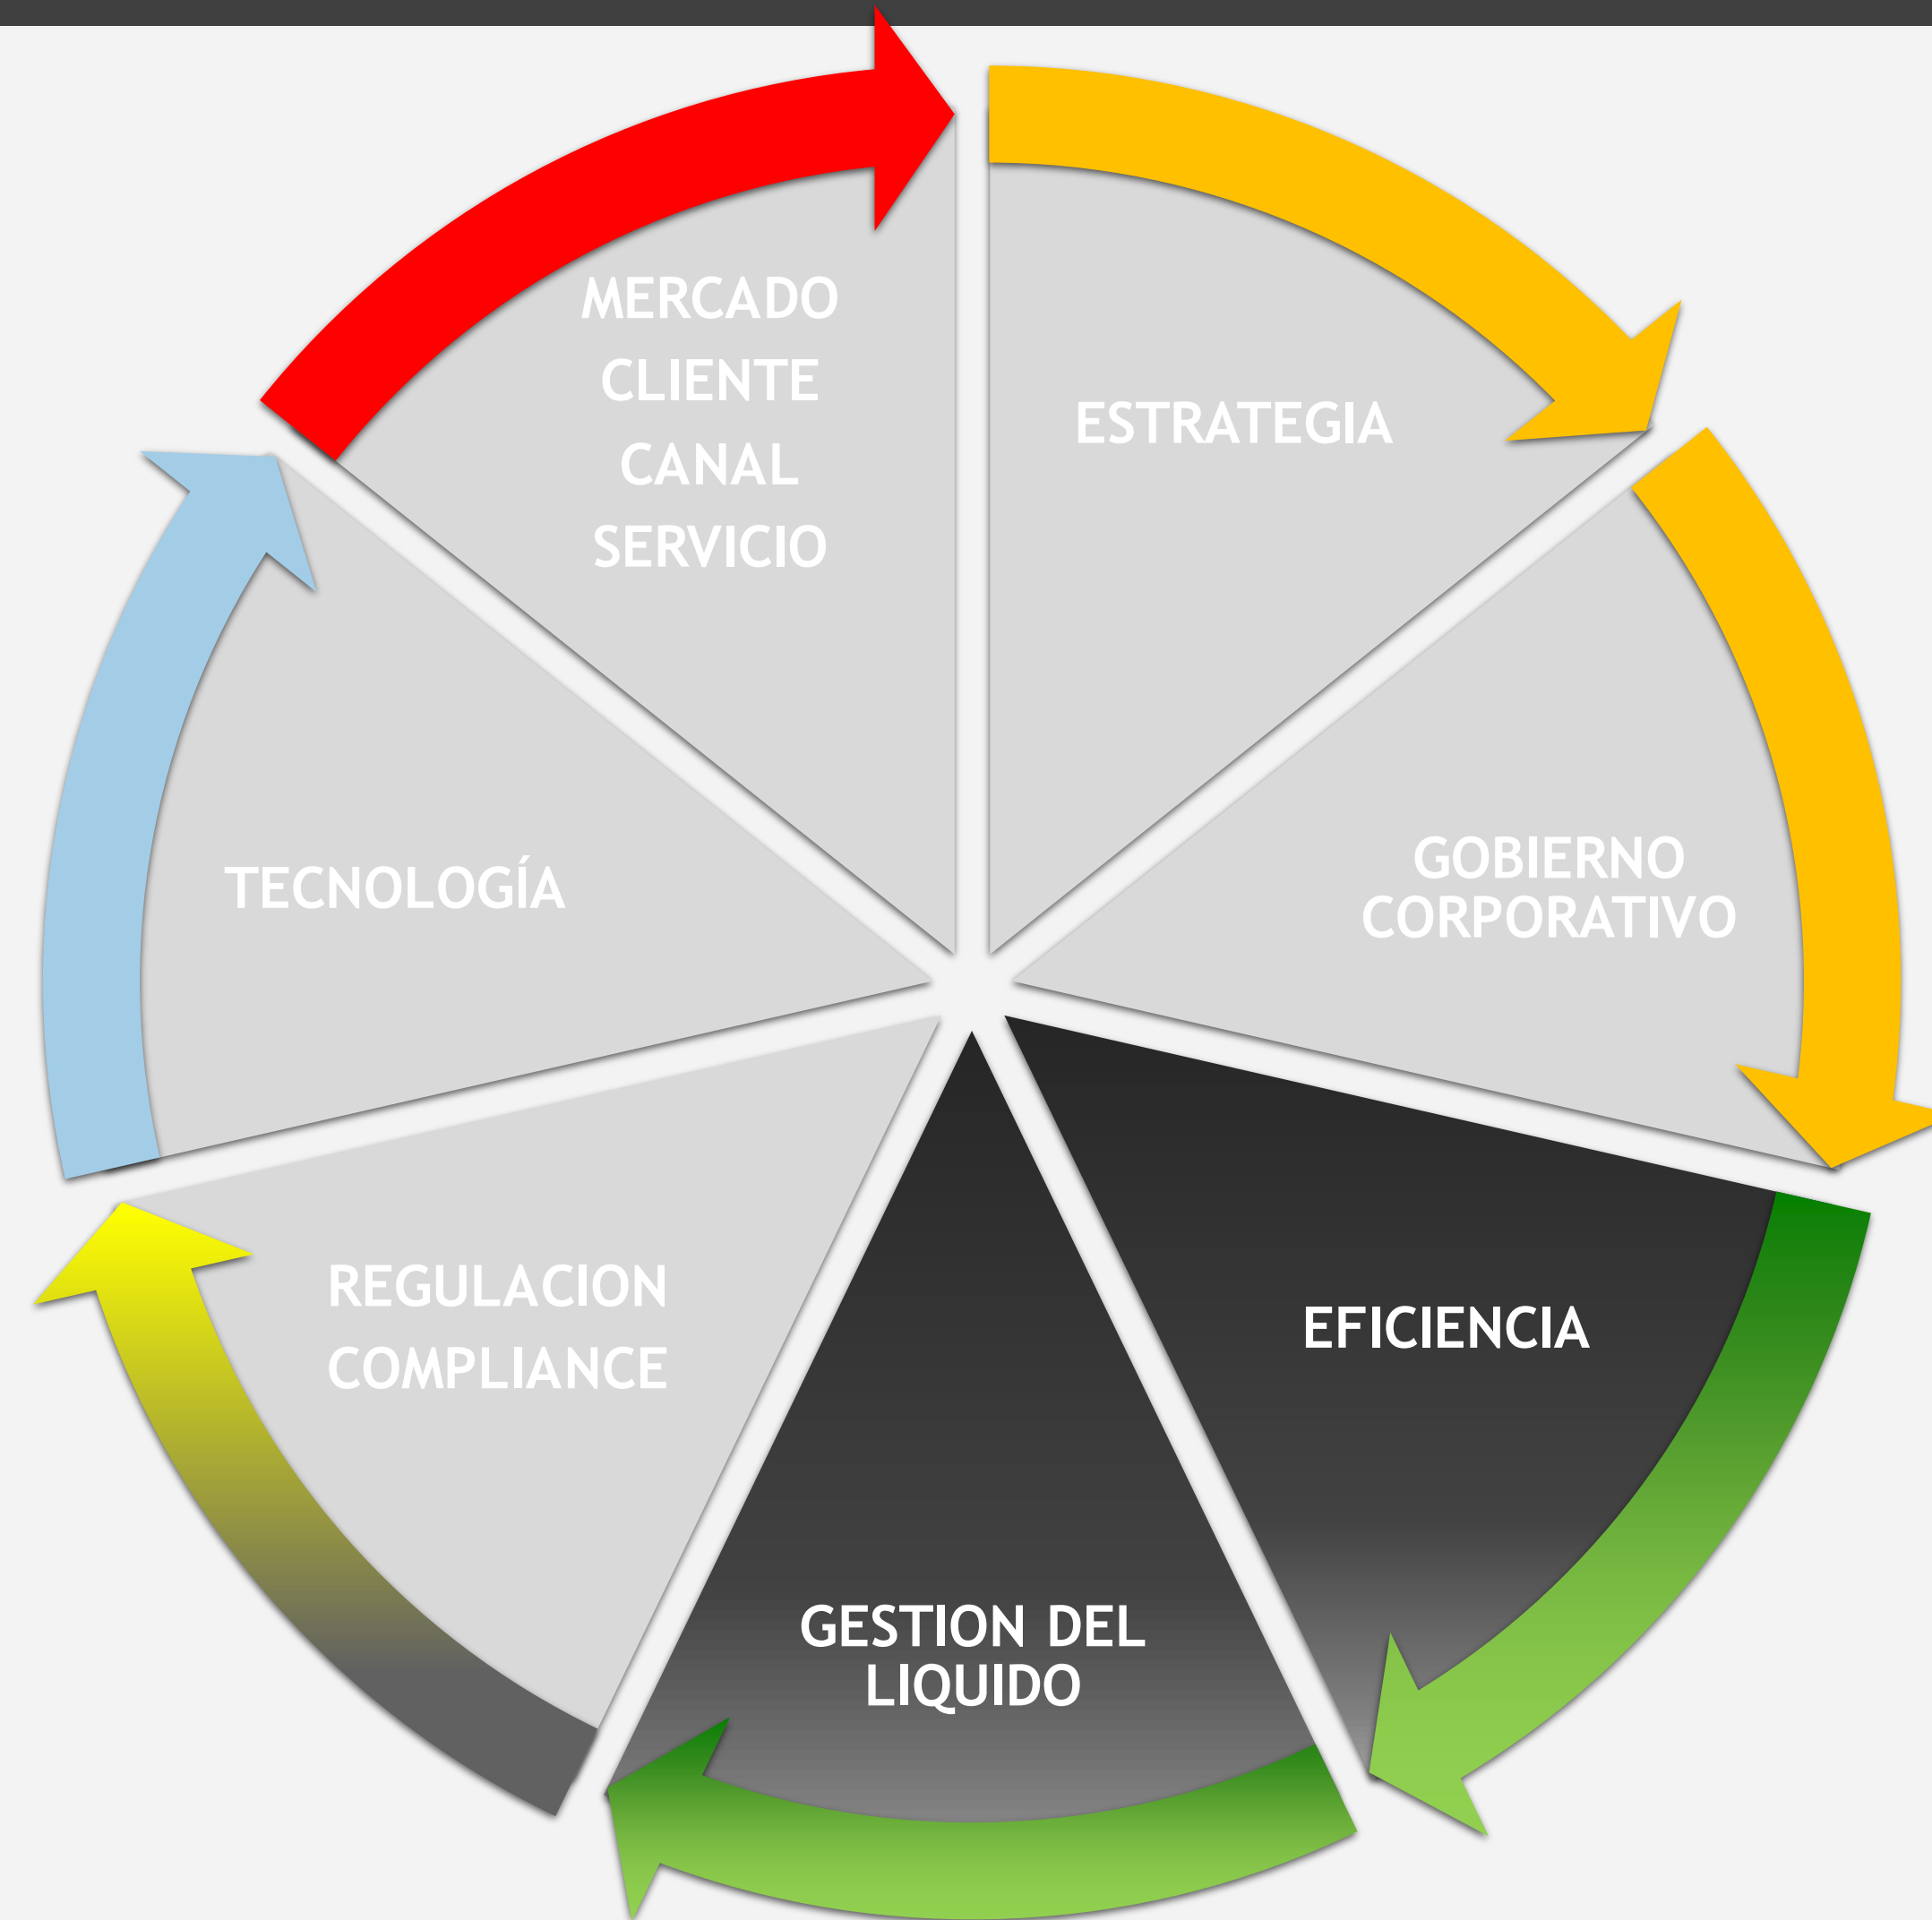 MERCADO
CLIENTE
CANAL
SERVICIO
ESTRATEGIA
GOBIERNO
CORPORATIVO
EFICIENCIA
GESTION DEL
LIQUIDO
REGULACION
COMPLIANCE
TECNOLOGÍA